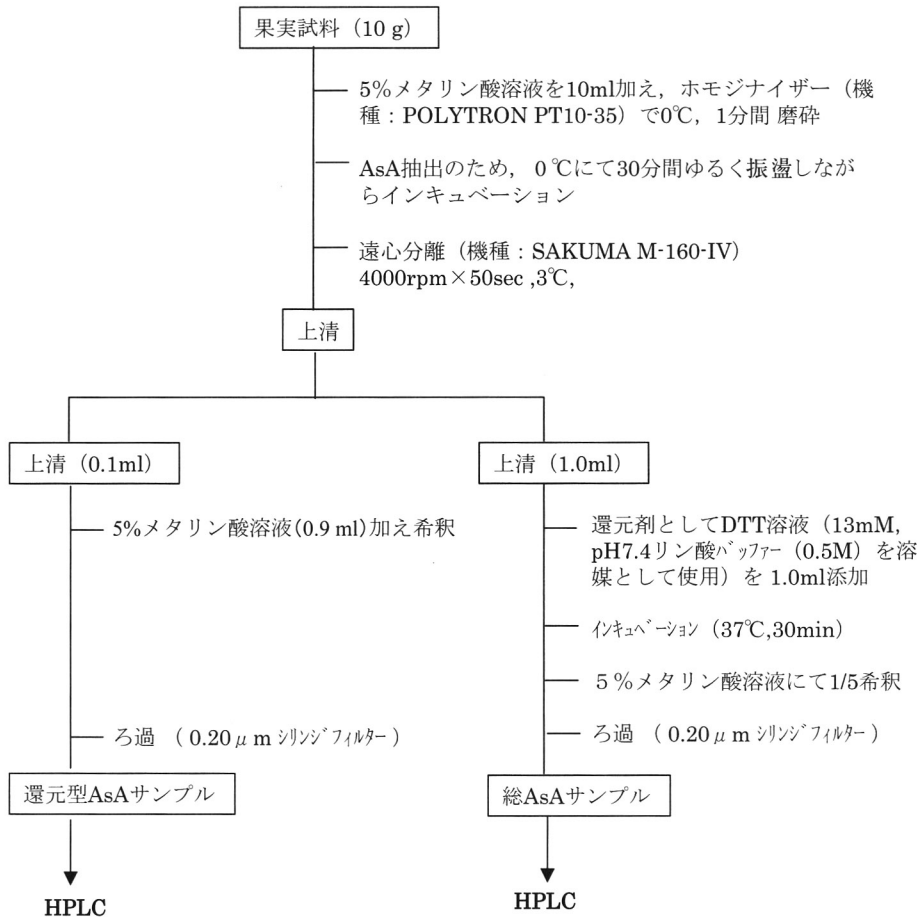 果実試料（10 g）
5%メタリン酸溶液を10ml加え，ホモジナイザー（機
種：POLYTRON PT10-35）で0℃，1分間 磨砕
AsA抽出のため，０℃にて30分間ゆるく振盪しなが
らインキュベーション
遠心分離（機種：SAKUMA M-160-IV）
4000rpm×50sec ,3℃,
上清
上清（0.1ml）
5%メタリン酸溶液(0.9 ml)加え希釈
ろ過 （ 0.20μm ｼﾘﾝｼﾞﾌｨﾙﾀｰ ）
還元型AsAサンプル
HPLC
上清（1.0ml）
還元剤としてDTT溶液（13mM,
pH7.4リン酸ﾊﾞｯﾌｧｰ（0.5M）を溶
媒として使用）を 1.0ml添加
ｲﾝｷｭﾍﾞｰｼｮﾝ（37℃,30min）
５％メタリン酸溶液にて1/5希釈
ろ過 （ 0.20μm ｼﾘﾝｼﾞﾌｨﾙﾀｰ ）
総AsAサンプル
HPLC